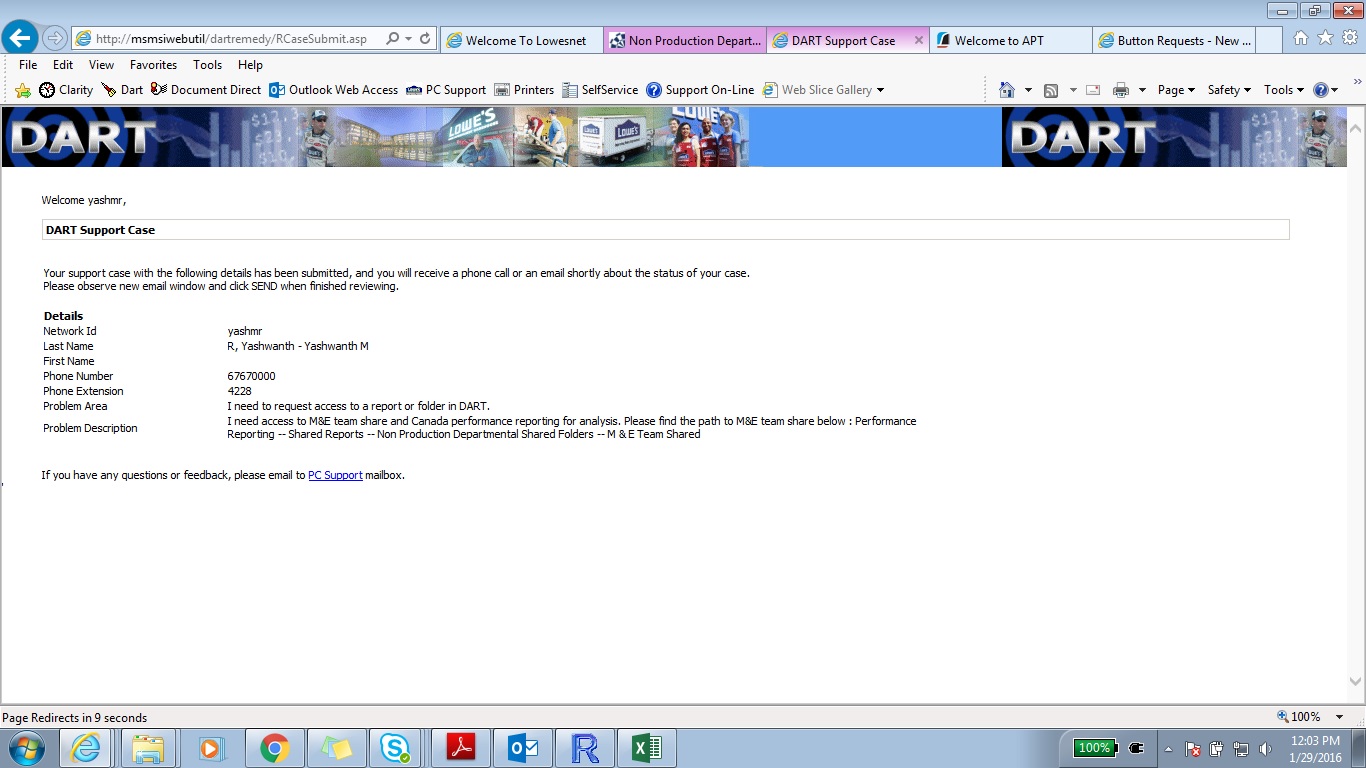 http://msmsiwebutil/dartremedy/RCaseSubmit.asp
Welcome To Lowesnet
Non Production Depart...
DART Support Case
Welcome to APT
Button Requests - New ...
File Edit View Favorites Tools Help
Clarity Dart Document Direct Outlook Web Access PC Support Printers SelfService Support On-Line Web Slice Gallery
Page Safety Tools
DART LOWE'S LOWE'S LOWE'S DART
Welcome yashmr,
DART Support Case
Your support case with the following details has been submitted, and you will receive a phone call or an email shortly about the status of your case.
Please observe new email window and click SEND when finished reviewing.
Details
Network Id yashmr
Last Name R, Yashwanth - Yashwanth M
First Name
Phone Number 67670000
Phone Extension 4228
Problem Area I need to request access to a report or folder in DART.
Problem Description I need access to M&E team share and Canada performance reporting for analysis. Please find the path to M&E team share below : Performance
Reporting -- Shared Reports -- Non Production Departmental Shared Folders -- M & E Team Shared
If you have any questions or feedback, please email to PC Support mailbox.
Page Redirects in 9 seconds
100%
100%
12:03 PM
1/29/2016